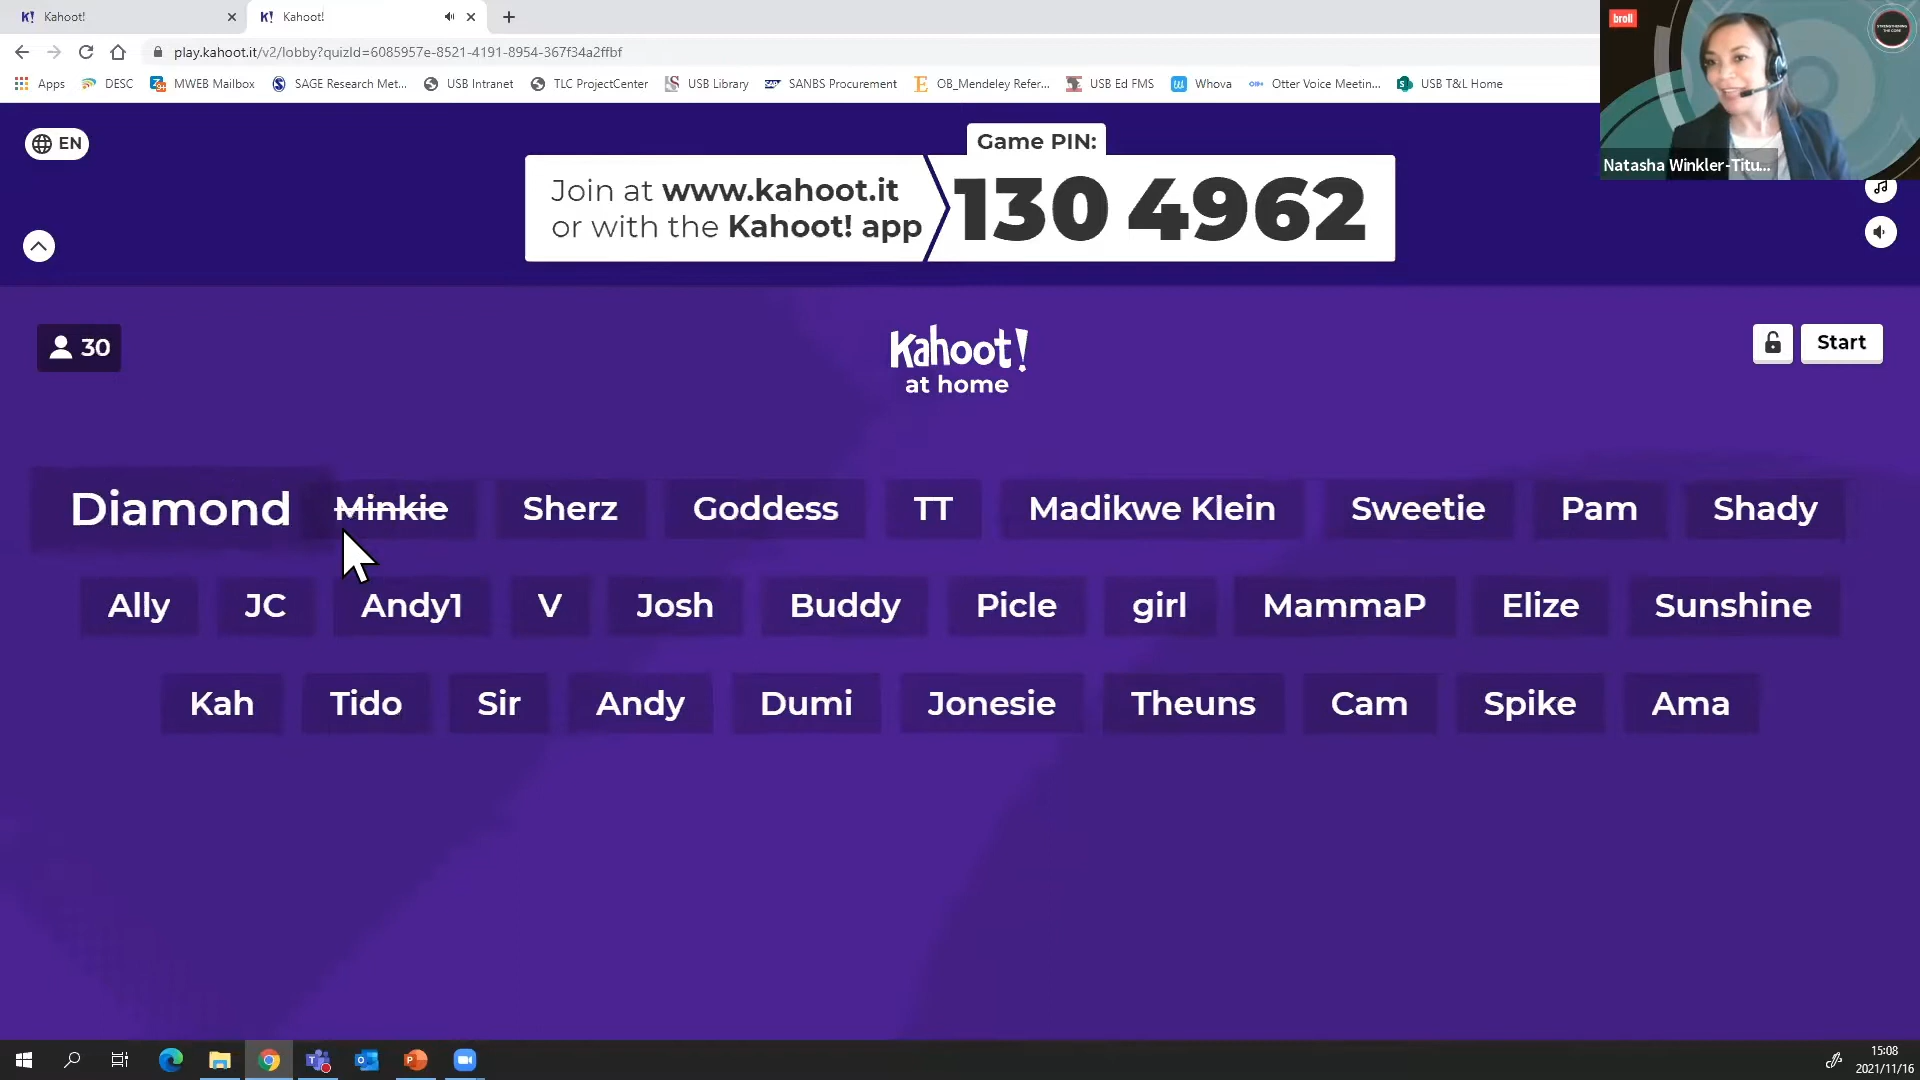 Kahoot!
Kahoot!
play.kahoot.it/v2/lobby?quizId=6085957e-8521-4191-8954-367f34a2ffbf
Apps DESC MWEB Mailbox SAGE Research Met... USB Intranet TLC ProjectCenter USB Library SANBS Procurement OB_Mendeley Refer... USB Ed FMS Whova Otter Voice Meetin... USB T&L Home
broll
STRENGTHENING
THE CORE
Natasha Winkler-Titu...
EN
Game PIN:
Join at www.kahoot.it
or with the Kahoot! app
130 4962
30
Kahoot!
at home
Start
Diamond Minkie Sherz Goddess TT Madikwe Klein Sweetie Pam Shady
Ally JC Andy1 V Josh Buddy Picle girl MammaP Elize Sunshine
Kah Tido Sir Andy Dumi Jonesie Theuns Cam Spike Ama
15:08
2021/11/16